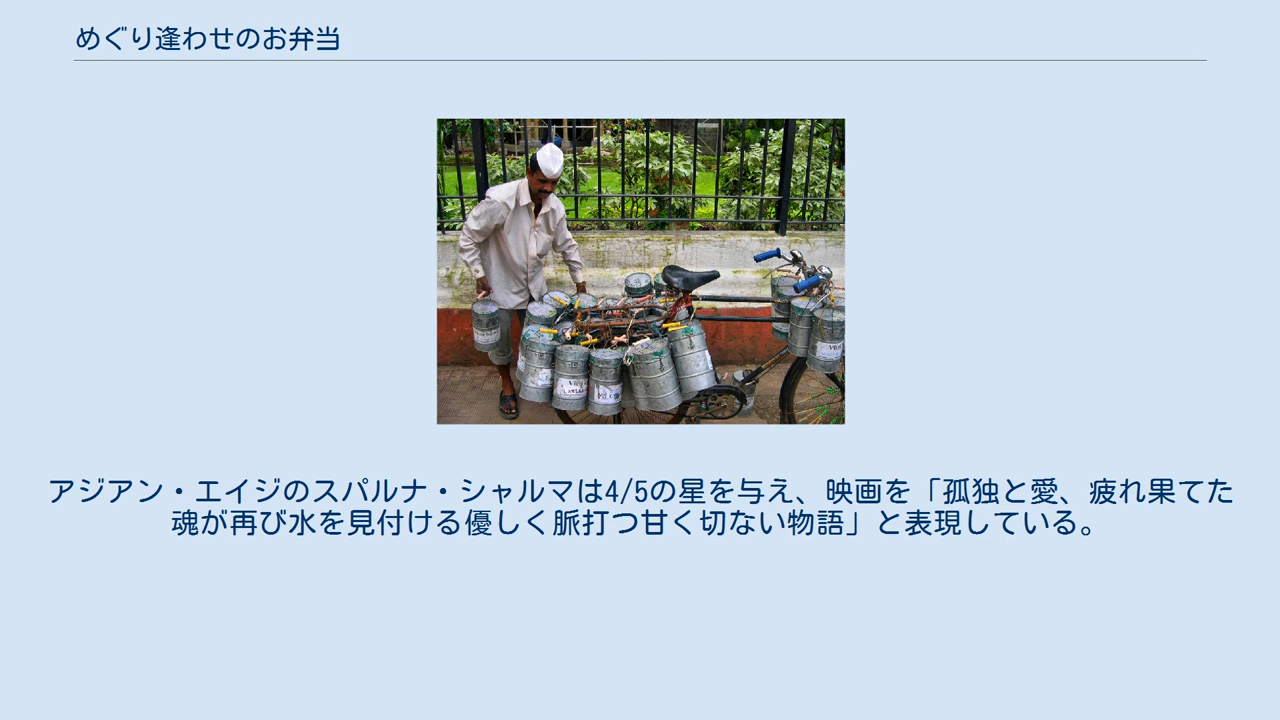 めぐり逢わせのお弁当
アジアン・エイジのスパルナ・シャルマは4/5の星を与え、映画を「孤独と愛、疲れ果てた
魂が再び水を見付ける優しく脈打つ甘く切ない物語」と表現している。